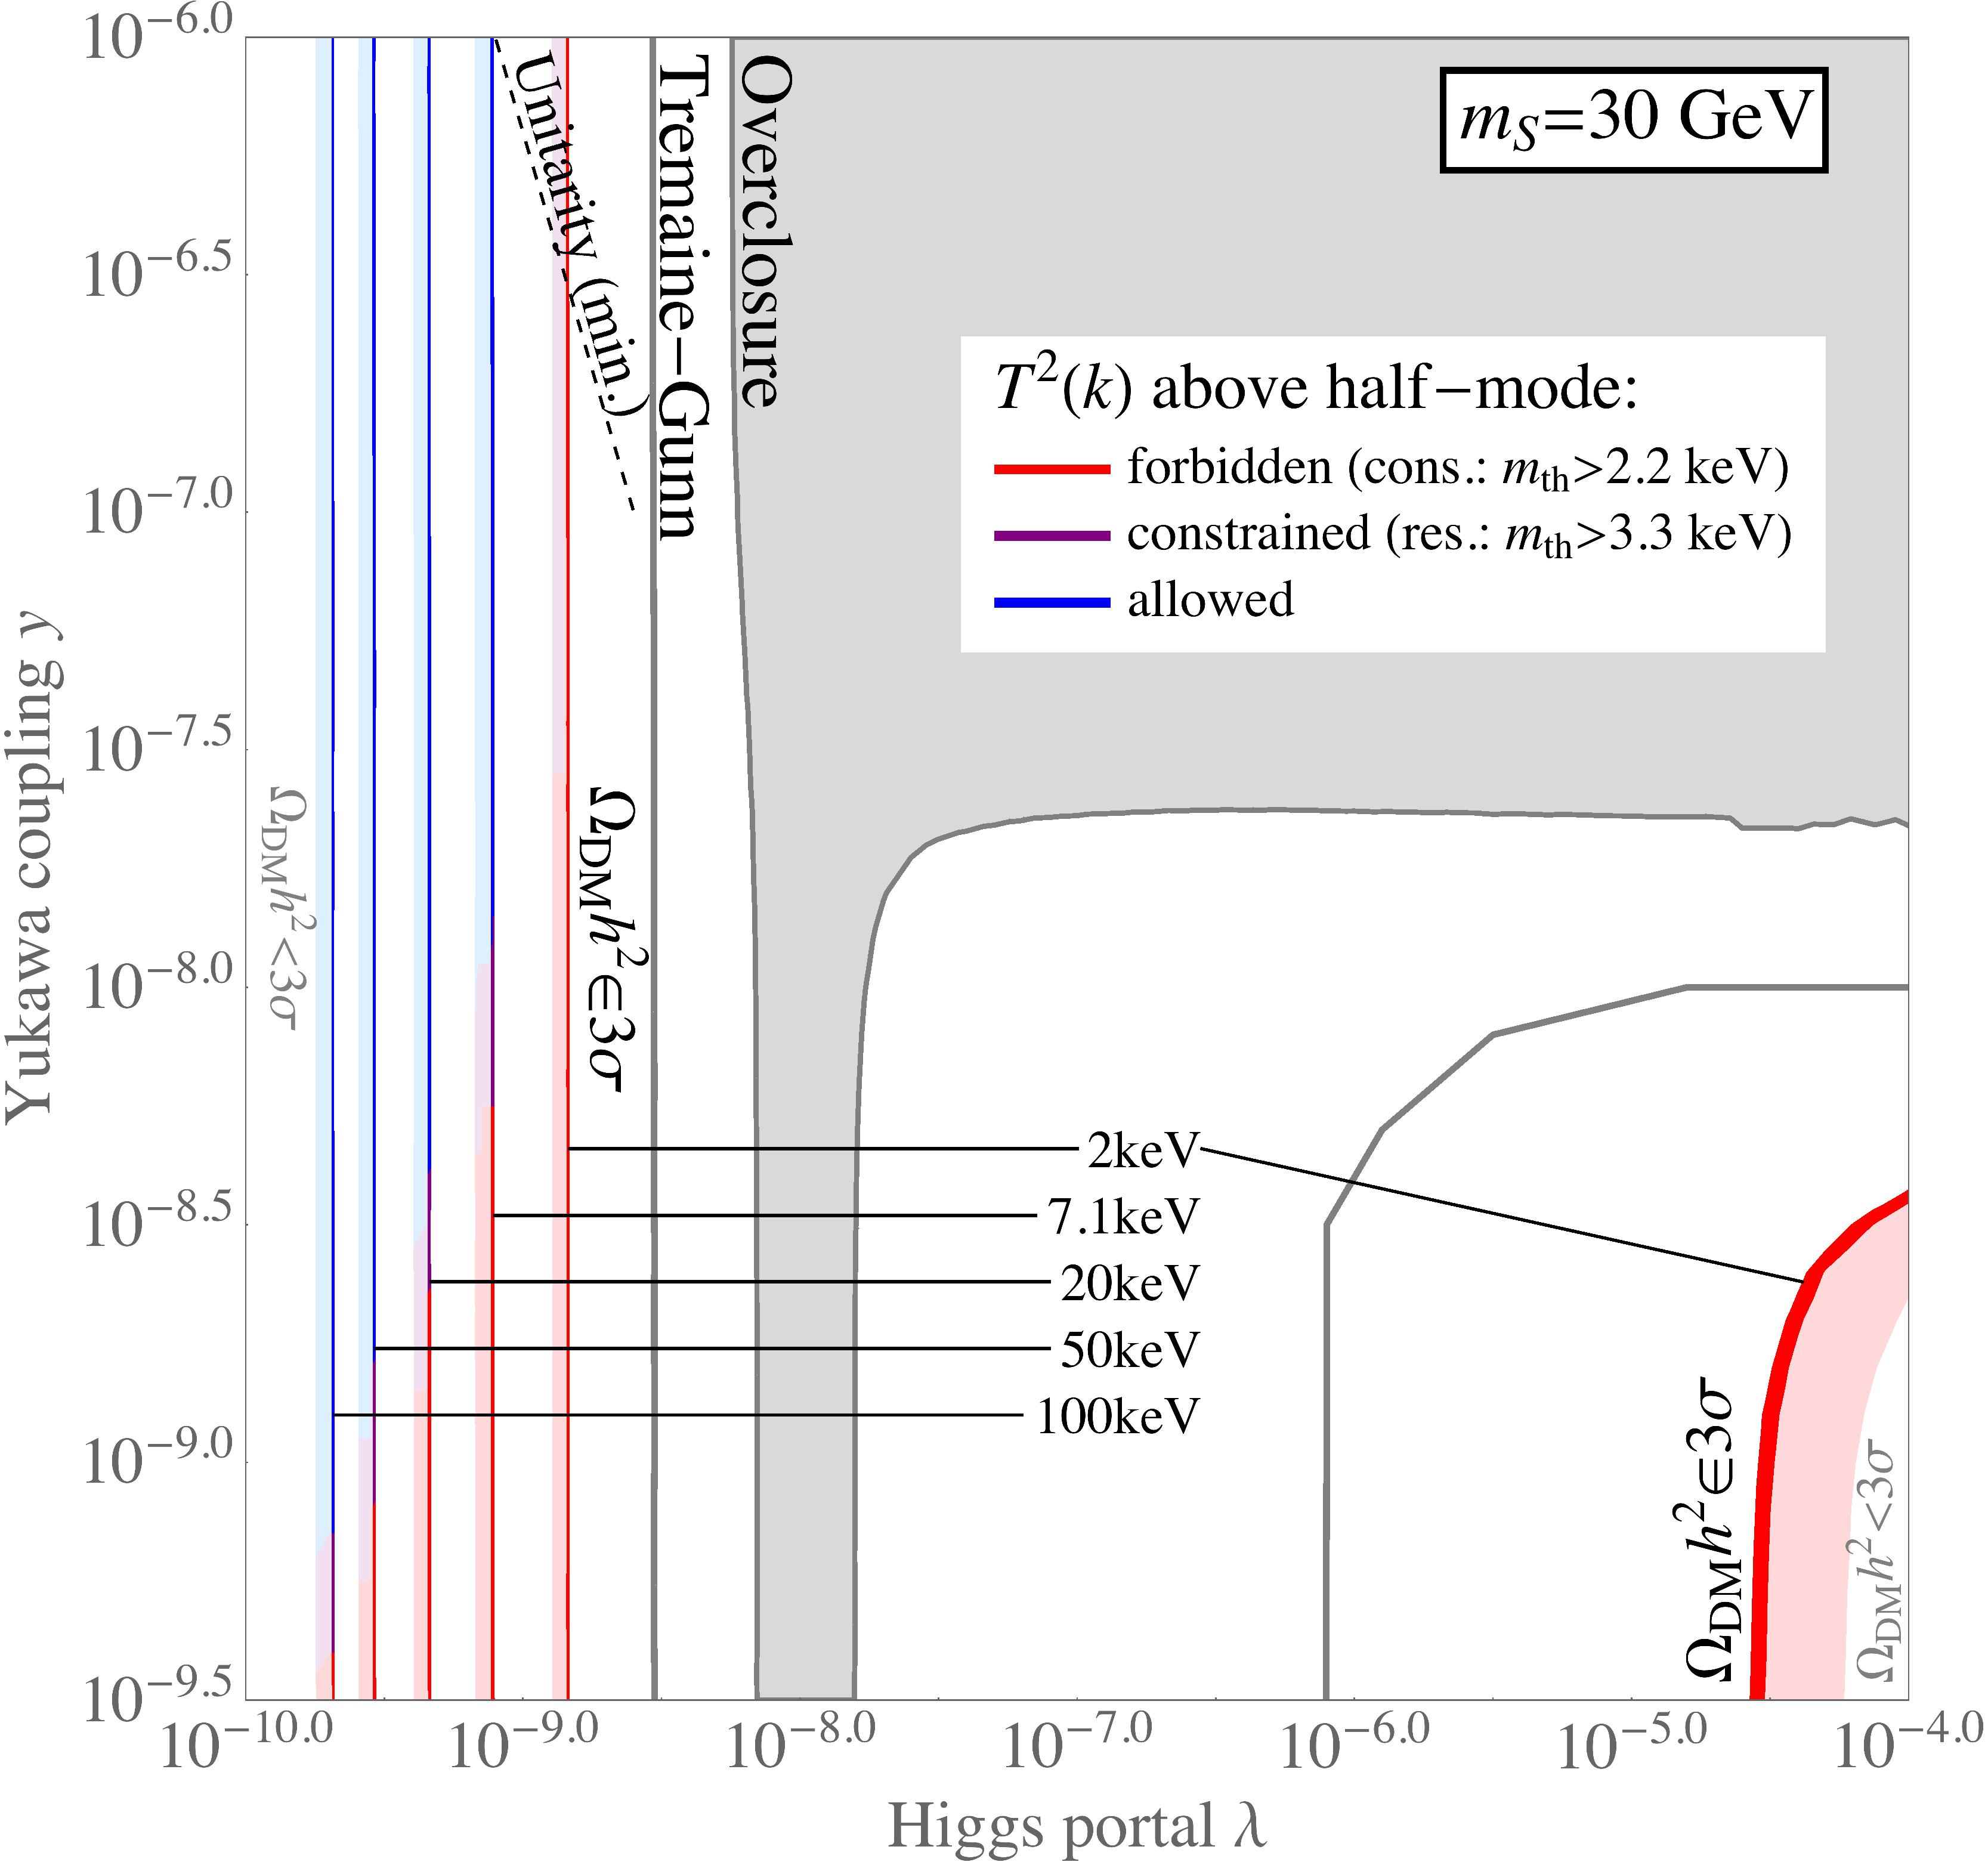 10^−6.0
10^−6.5
10^−7.0
10^−7.5
10^−8.0
10^−8.5
10^−9.0
10^−9.5
Yukawa coupling y
10^−10.0
10^−9.0
10^−8.0
10^−7.0
10^−6.0
10^−5.0
10^−4.0
Higgs portal λ
m_S=30 GeV
Unitarity (min.)
Tremaine−Gunn
Overclosure
T²(k) above half−mode:
forbidden (cons.: m_th>2.2 keV)
constrained (res.: m_th>3.3 keV)
allowed
Ω_DM h²<3σ
Ω_DM h²∈3σ
2keV
7.1keV
20keV
50keV
100keV
Ω_DM h²∈3σ
Ω_DM h²<3σ